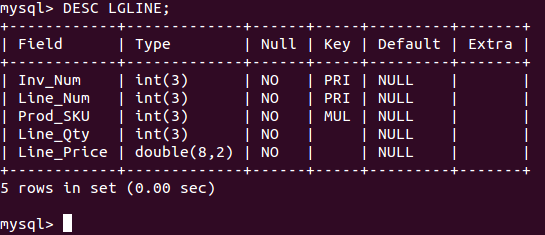 mysql> DESC LGLINE;
+------------+-------------+------+-----+---------+-------+
| Field      | Type        | Null | Key | Default | Extra |
+------------+-------------+------+-----+---------+-------+
| Inv_Num    | int(3)      | NO   | PRI | NULL    |       |
| Line_Num   | int(3)      | NO   | PRI | NULL    |       |
| Prod_SKU   | int(3)      | NO   | MUL | NULL    |       |
| Line_Qty   | int(3)      | NO   |     | NULL    |       |
| Line_Price | double(8,2) | NO   |     | NULL    |       |
+------------+-------------+------+-----+---------+-------+
5 rows in set (0.00 sec)
mysql>